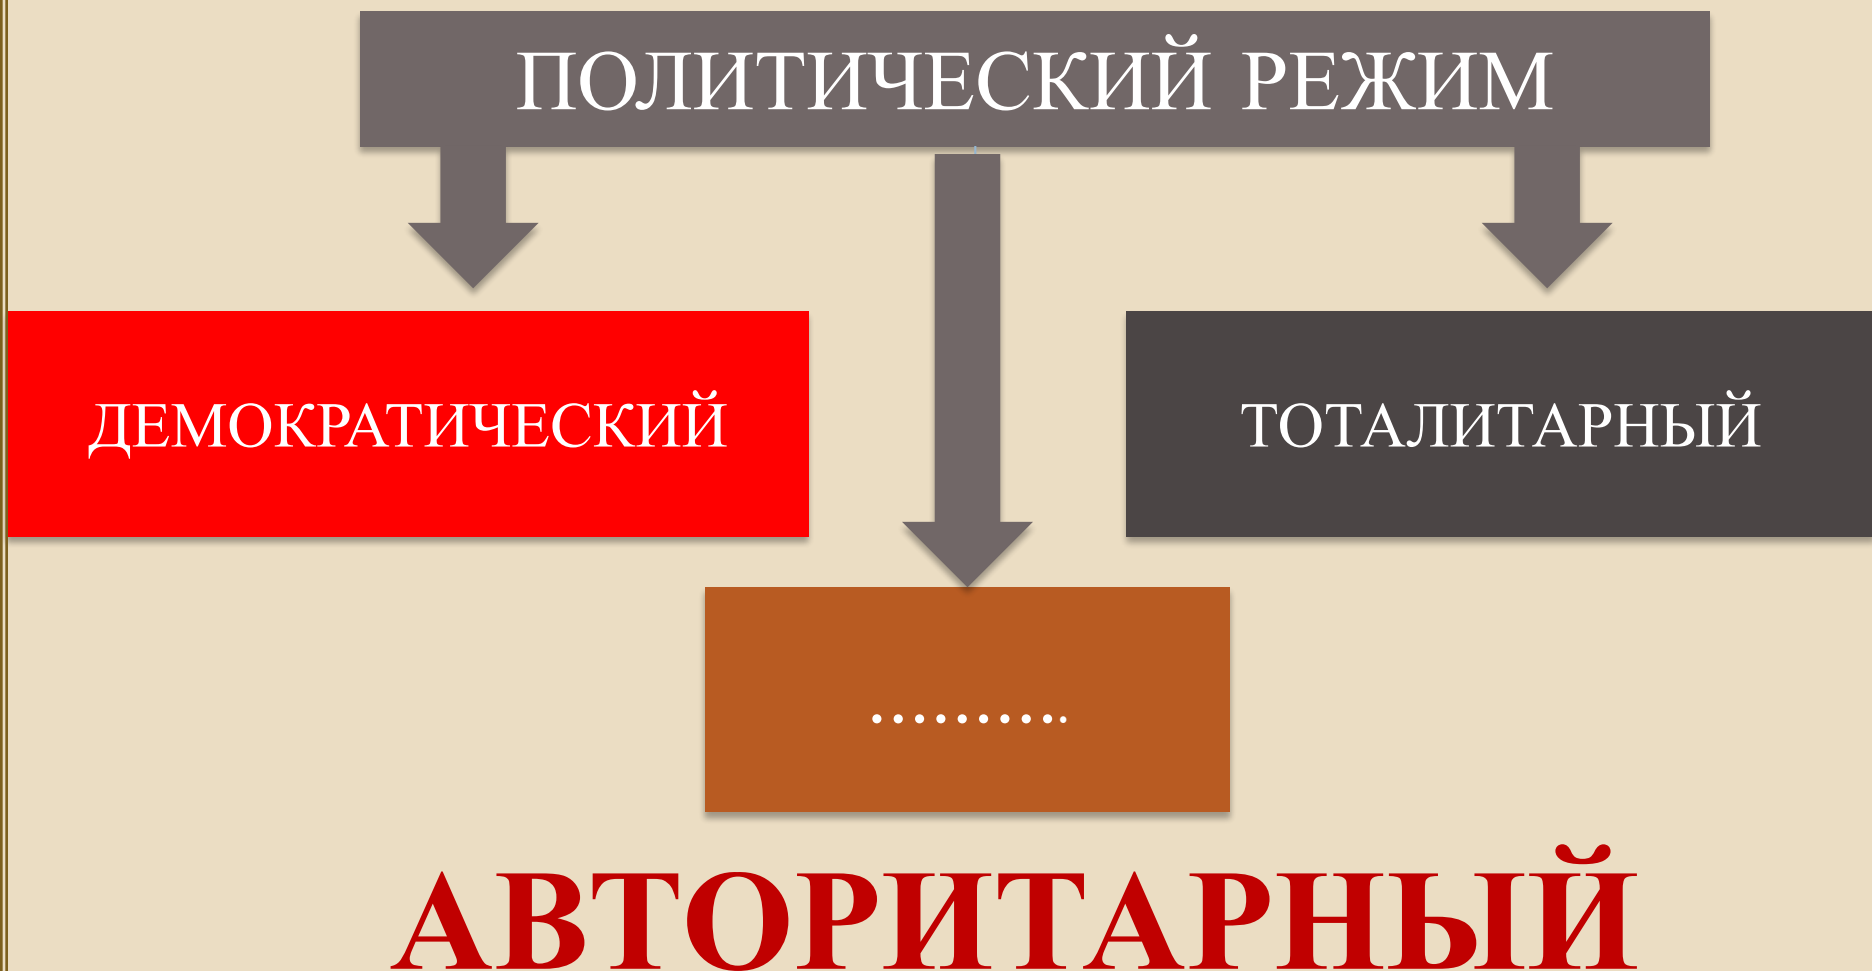 ПОЛИТИЧЕСКИЙ РЕЖИМ
ДЕМОКРАТИЧЕСКИЙ
ТОТАЛИТАРНЫЙ
……….
АВТОРИТАРНЫЙ